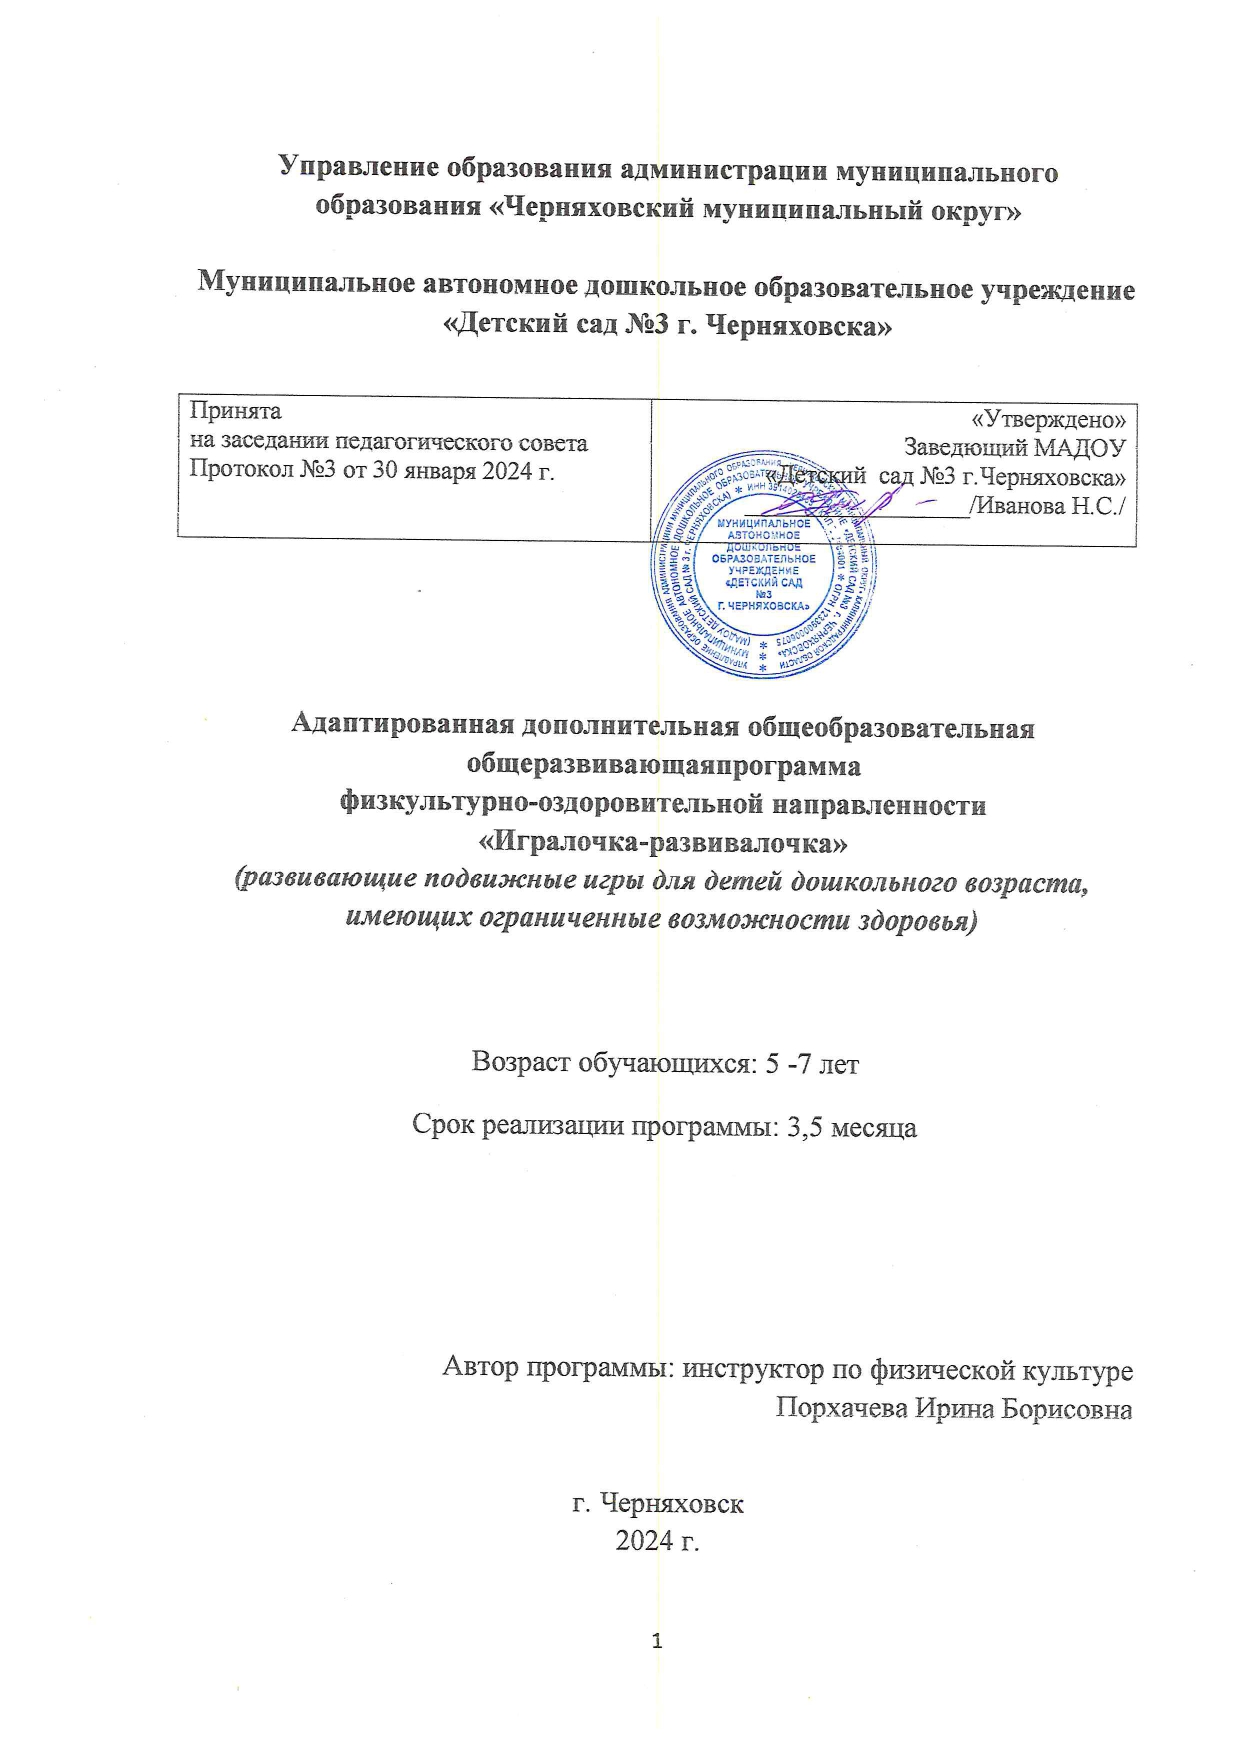 Управление образования администрации муниципального
образования «Черняховский муниципальный округ»
Муниципальное автономное дошкольное образовательное учреждение
«Детский сад №3 г. Черняховска»
Принята
на заседании педагогического совета
Протокол №3 от 30 января 2024 г.
«Утверждено»
Заведющий МАДОУ
«Детский сад №3 г.Черняховска»
/Иванова Н.С./
МУНИЦИПАЛЬНОЕ
АВТОНОМНОЕ
ДОШКОЛЬНОЕ
ОБРАЗОВАТЕЛЬНОЕ
УЧРЕЖДЕНИЕ
«ДЕТСКИЙ САД
№3
Г. ЧЕРНЯХОВСКА»
Адаптированная дополнительная общеобразовательная
общеразвивающаяпрограмма
физкультурно-оздоровительной направленности
«Игралочка-развивалочка»
(развивающие подвижные игры для детей дошкольного возраста,
имеющих ограниченные возможности здоровья)
Возраст обучающихся: 5 -7 лет
Срок реализации программы: 3,5 месяца
Автор программы: инструктор по физической культуре
Порхачева Ирина Борисовна
г. Черняховск
2024 г.
1